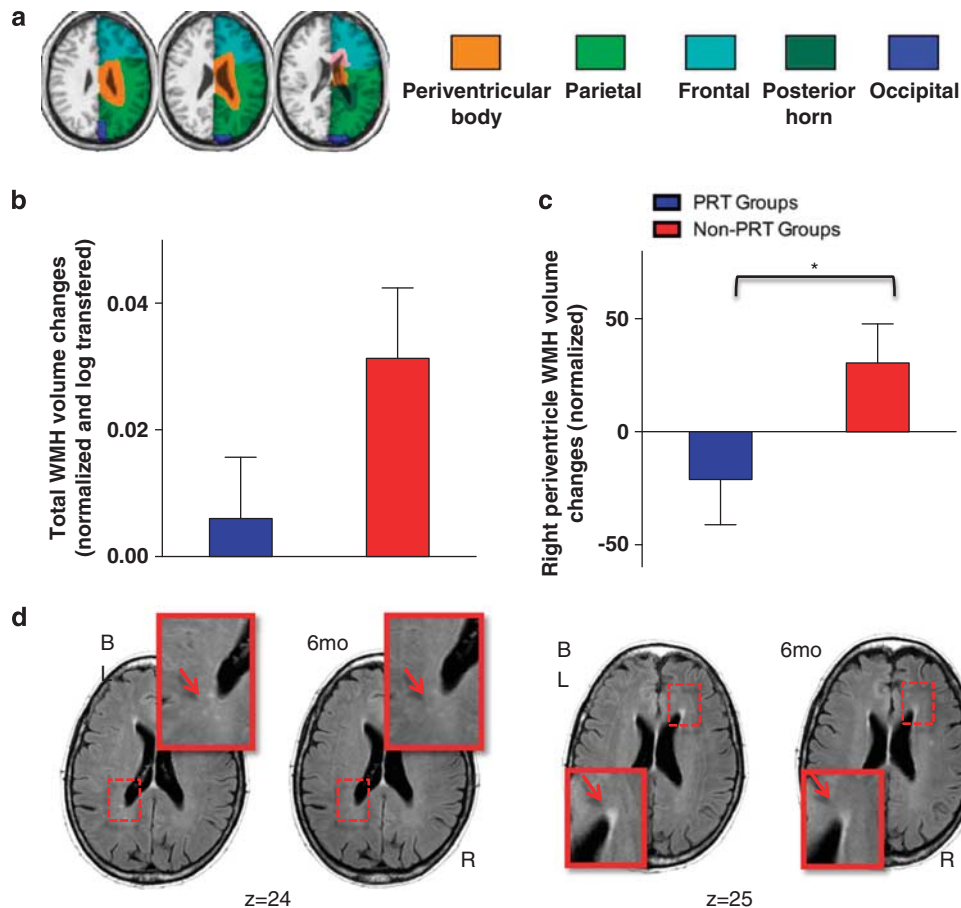 a
Periventricular
body
Parietal
Frontal
Posterior
horn
Occipital
b
Total WMH volume changes
(normalized and log transfered)
0.04
0.02
0.00
c
PRT Groups
Non-PRT Groups
Right periventricle WMH volume
changes (normalized)
50
0
-50
*
d
B
L
6mo
R
z=24
B
L
6mo
R
z=25